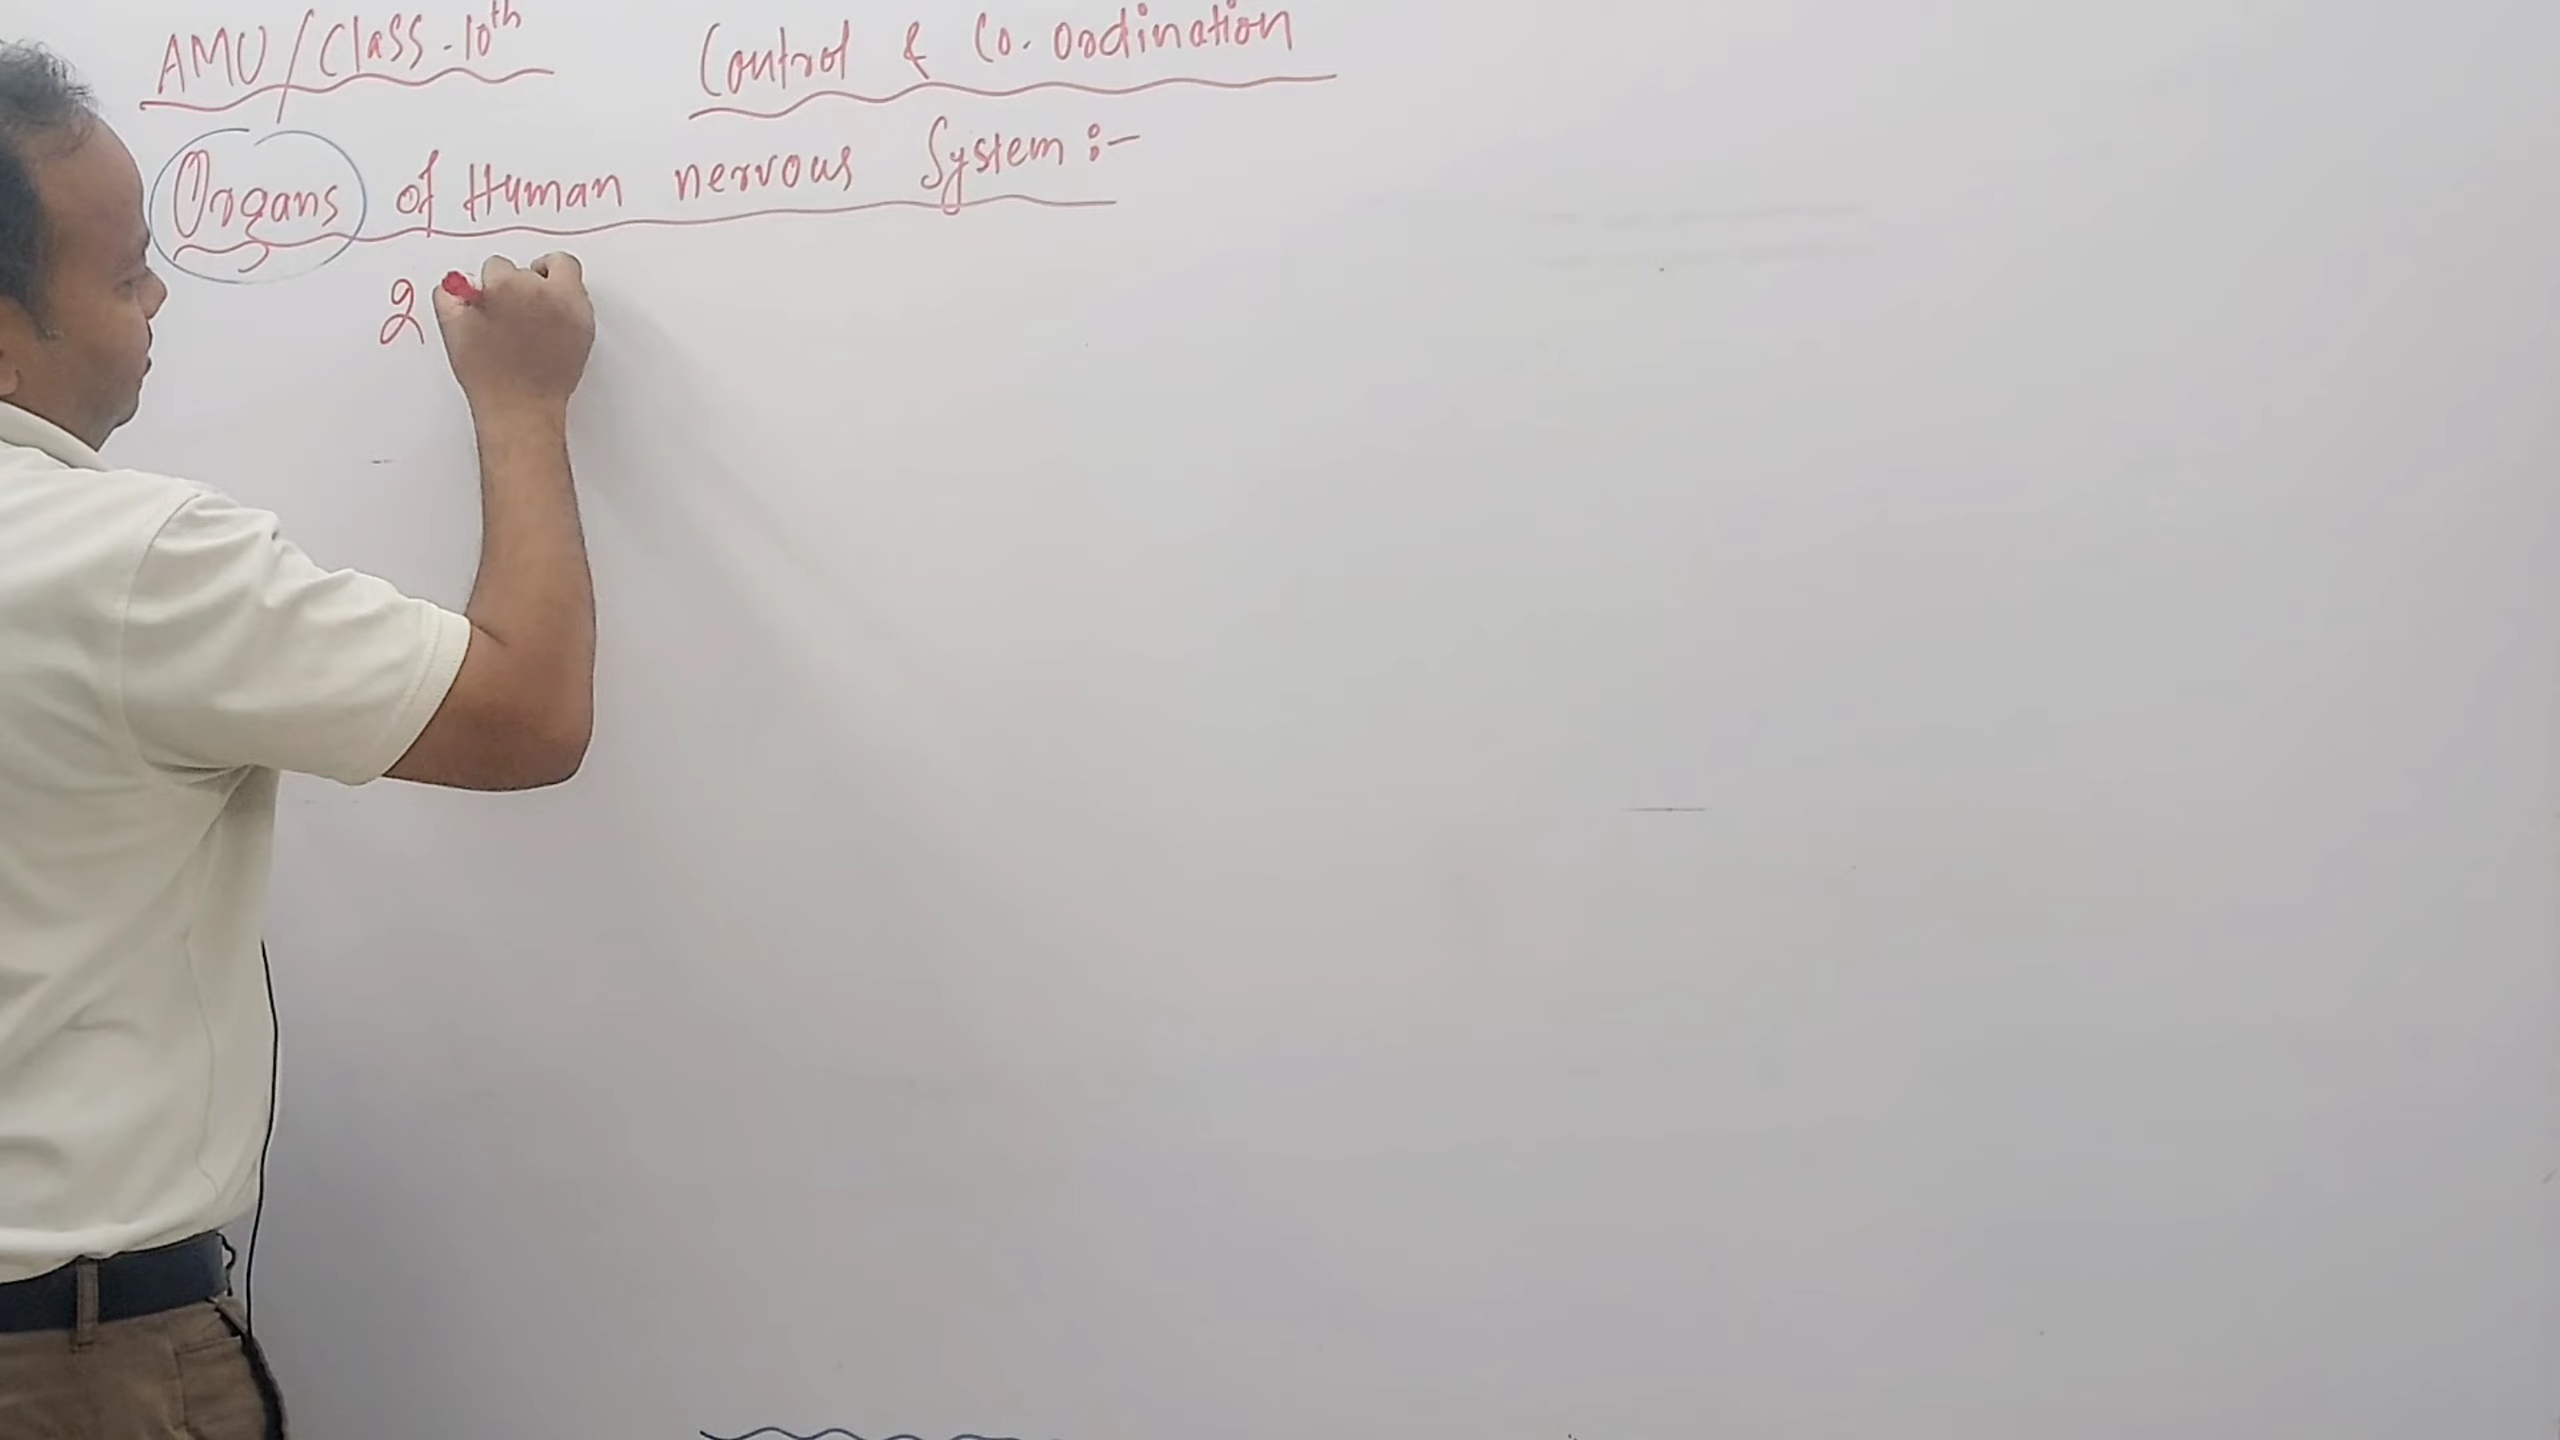 AMU/Class-10th
Control & Co.ordination
Organs of Human nervous System :-
2